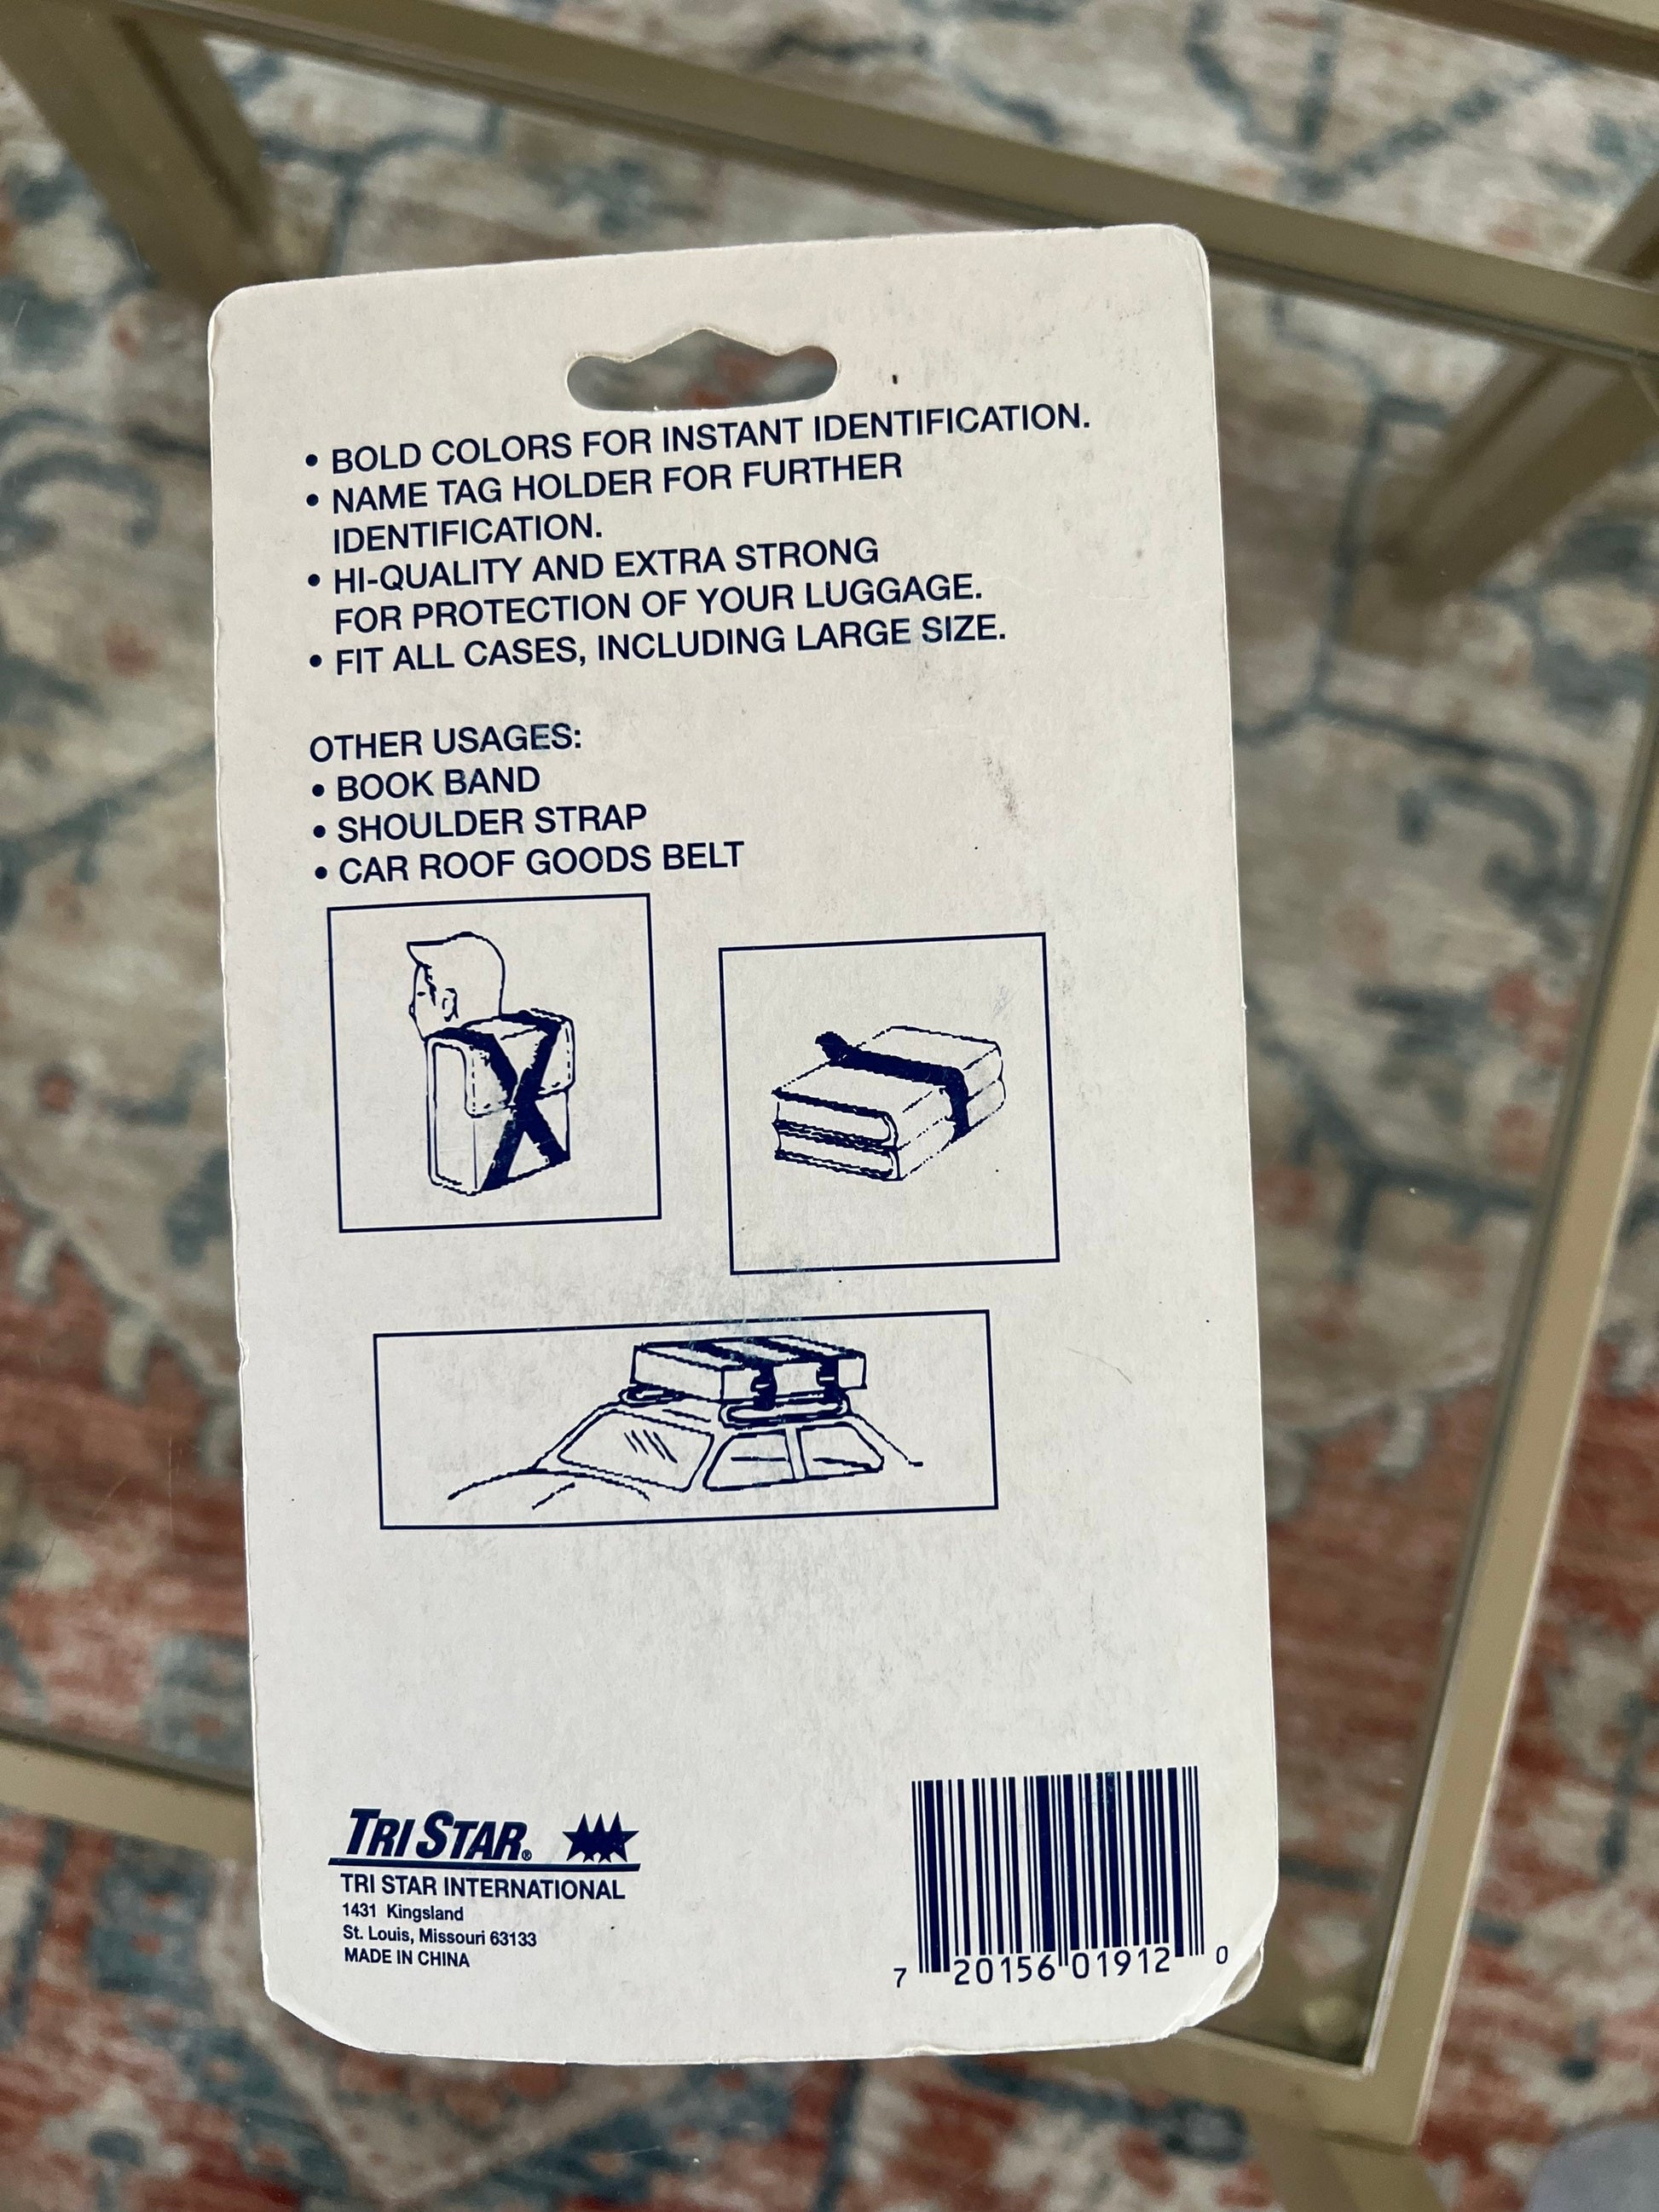 • BOLD COLORS FOR INSTANT IDENTIFICATION.
• NAME TAG HOLDER FOR FURTHER
IDENTIFICATION.
• HI-QUALITY AND EXTRA STRONG
FOR PROTECTION OF YOUR LUGGAGE.
• FIT ALL CASES, INCLUDING LARGE SIZE.
OTHER USAGES:
• BOOK BAND
• SHOULDER STRAP
• CAR ROOF GOODS BELT
TRI STAR®
TRI STAR INTERNATIONAL
1431 Kingsland
St. Louis, Missouri 63133
MADE IN CHINA
7 20156 01912 0